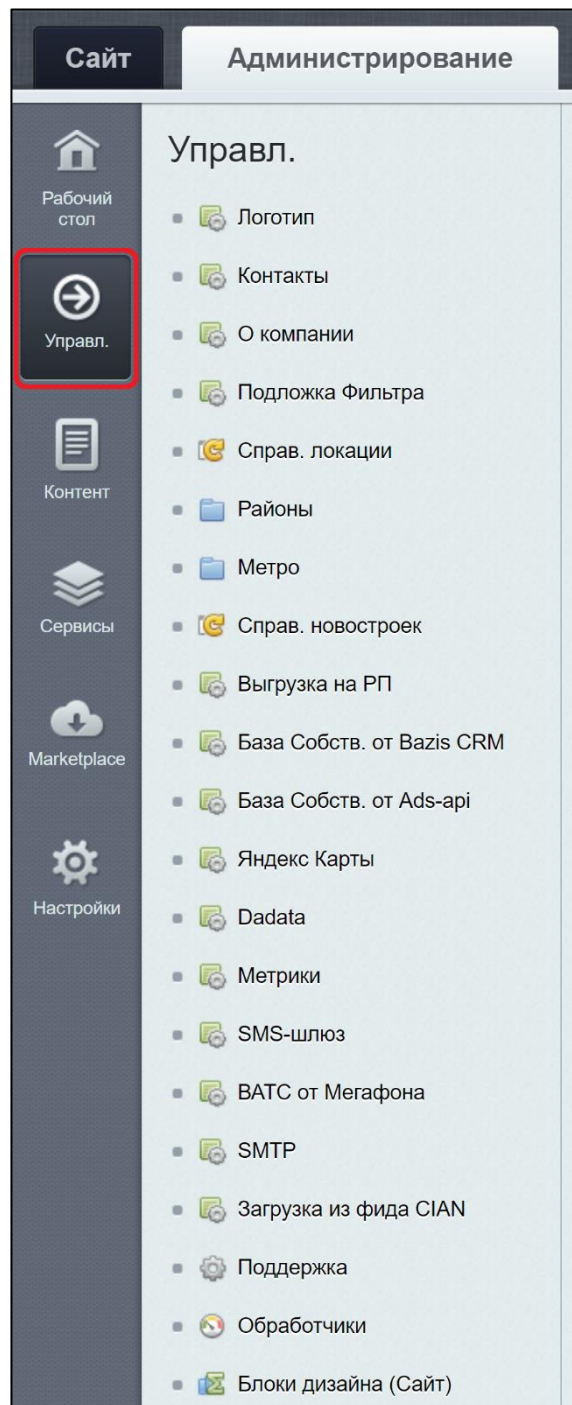 Сайт
Администрирование
Рабочий
стол
Управл.
Контент
Сервисы
Marketplace
Настройки
Управл.
Логотип
Контакты
О компании
Подложка Фильтра
Справ. локации
Районы
Метро
Справ. новостроек
Выгрузка на РП
База Собств. от Bazis CRM
База Собств. от Ads-api
Яндекс Карты
Dadata
Метрики
SMS-шлюз
ВАТС от Мегафона
SMTP
Загрузка из фида CIAN
Поддержка
Обработчики
Блоки дизайна (Сайт)